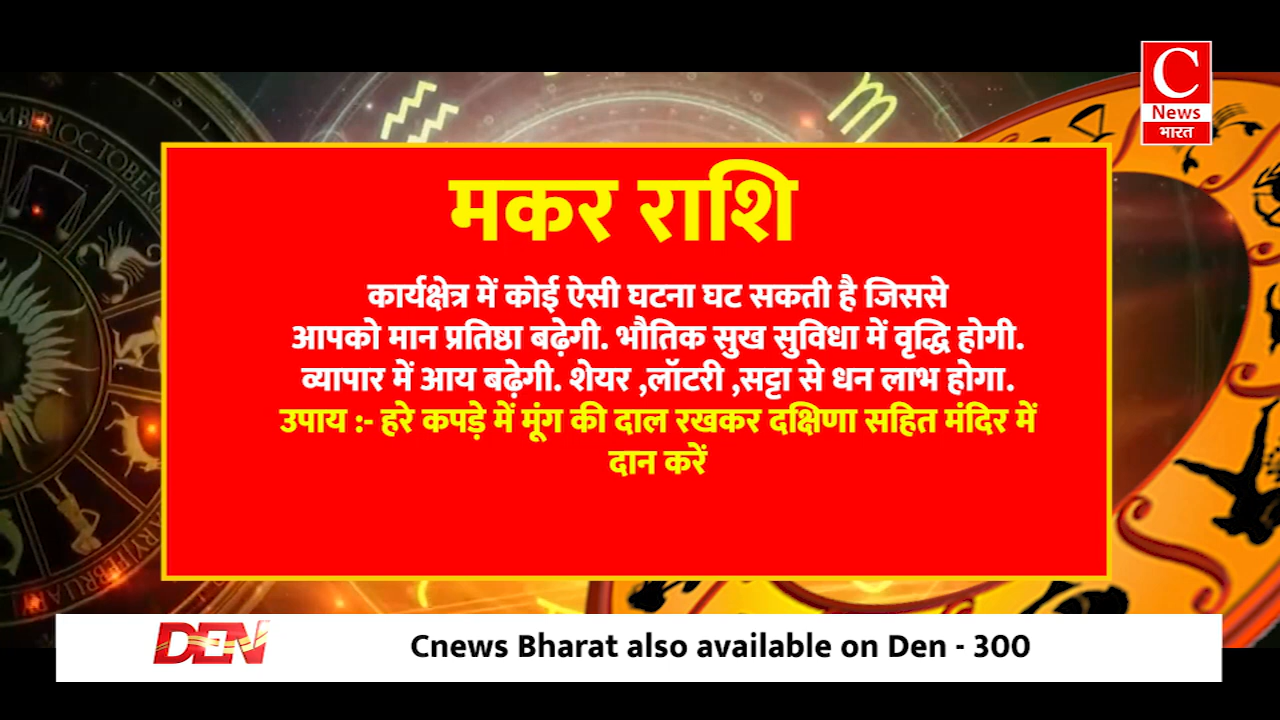 C
News
भारत
मकर राशि
कार्यक्षेत्र में कोई ऐसी घटना घट सकती है जिससे
आपको मान प्रतिष्ठा बढ़ेगी. भौतिक सुख सुविधा में वृद्धि होगी.
व्यापार में आय बढ़ेगी. शेयर ,लॉटरी ,सट्टा से धन लाभ होगा.
उपाय :- हरे कपड़े में मूंग की दाल रखकर दक्षिणा सहित मंदिर में
दान करें
DEN
Cnews Bharat also available on Den - 300